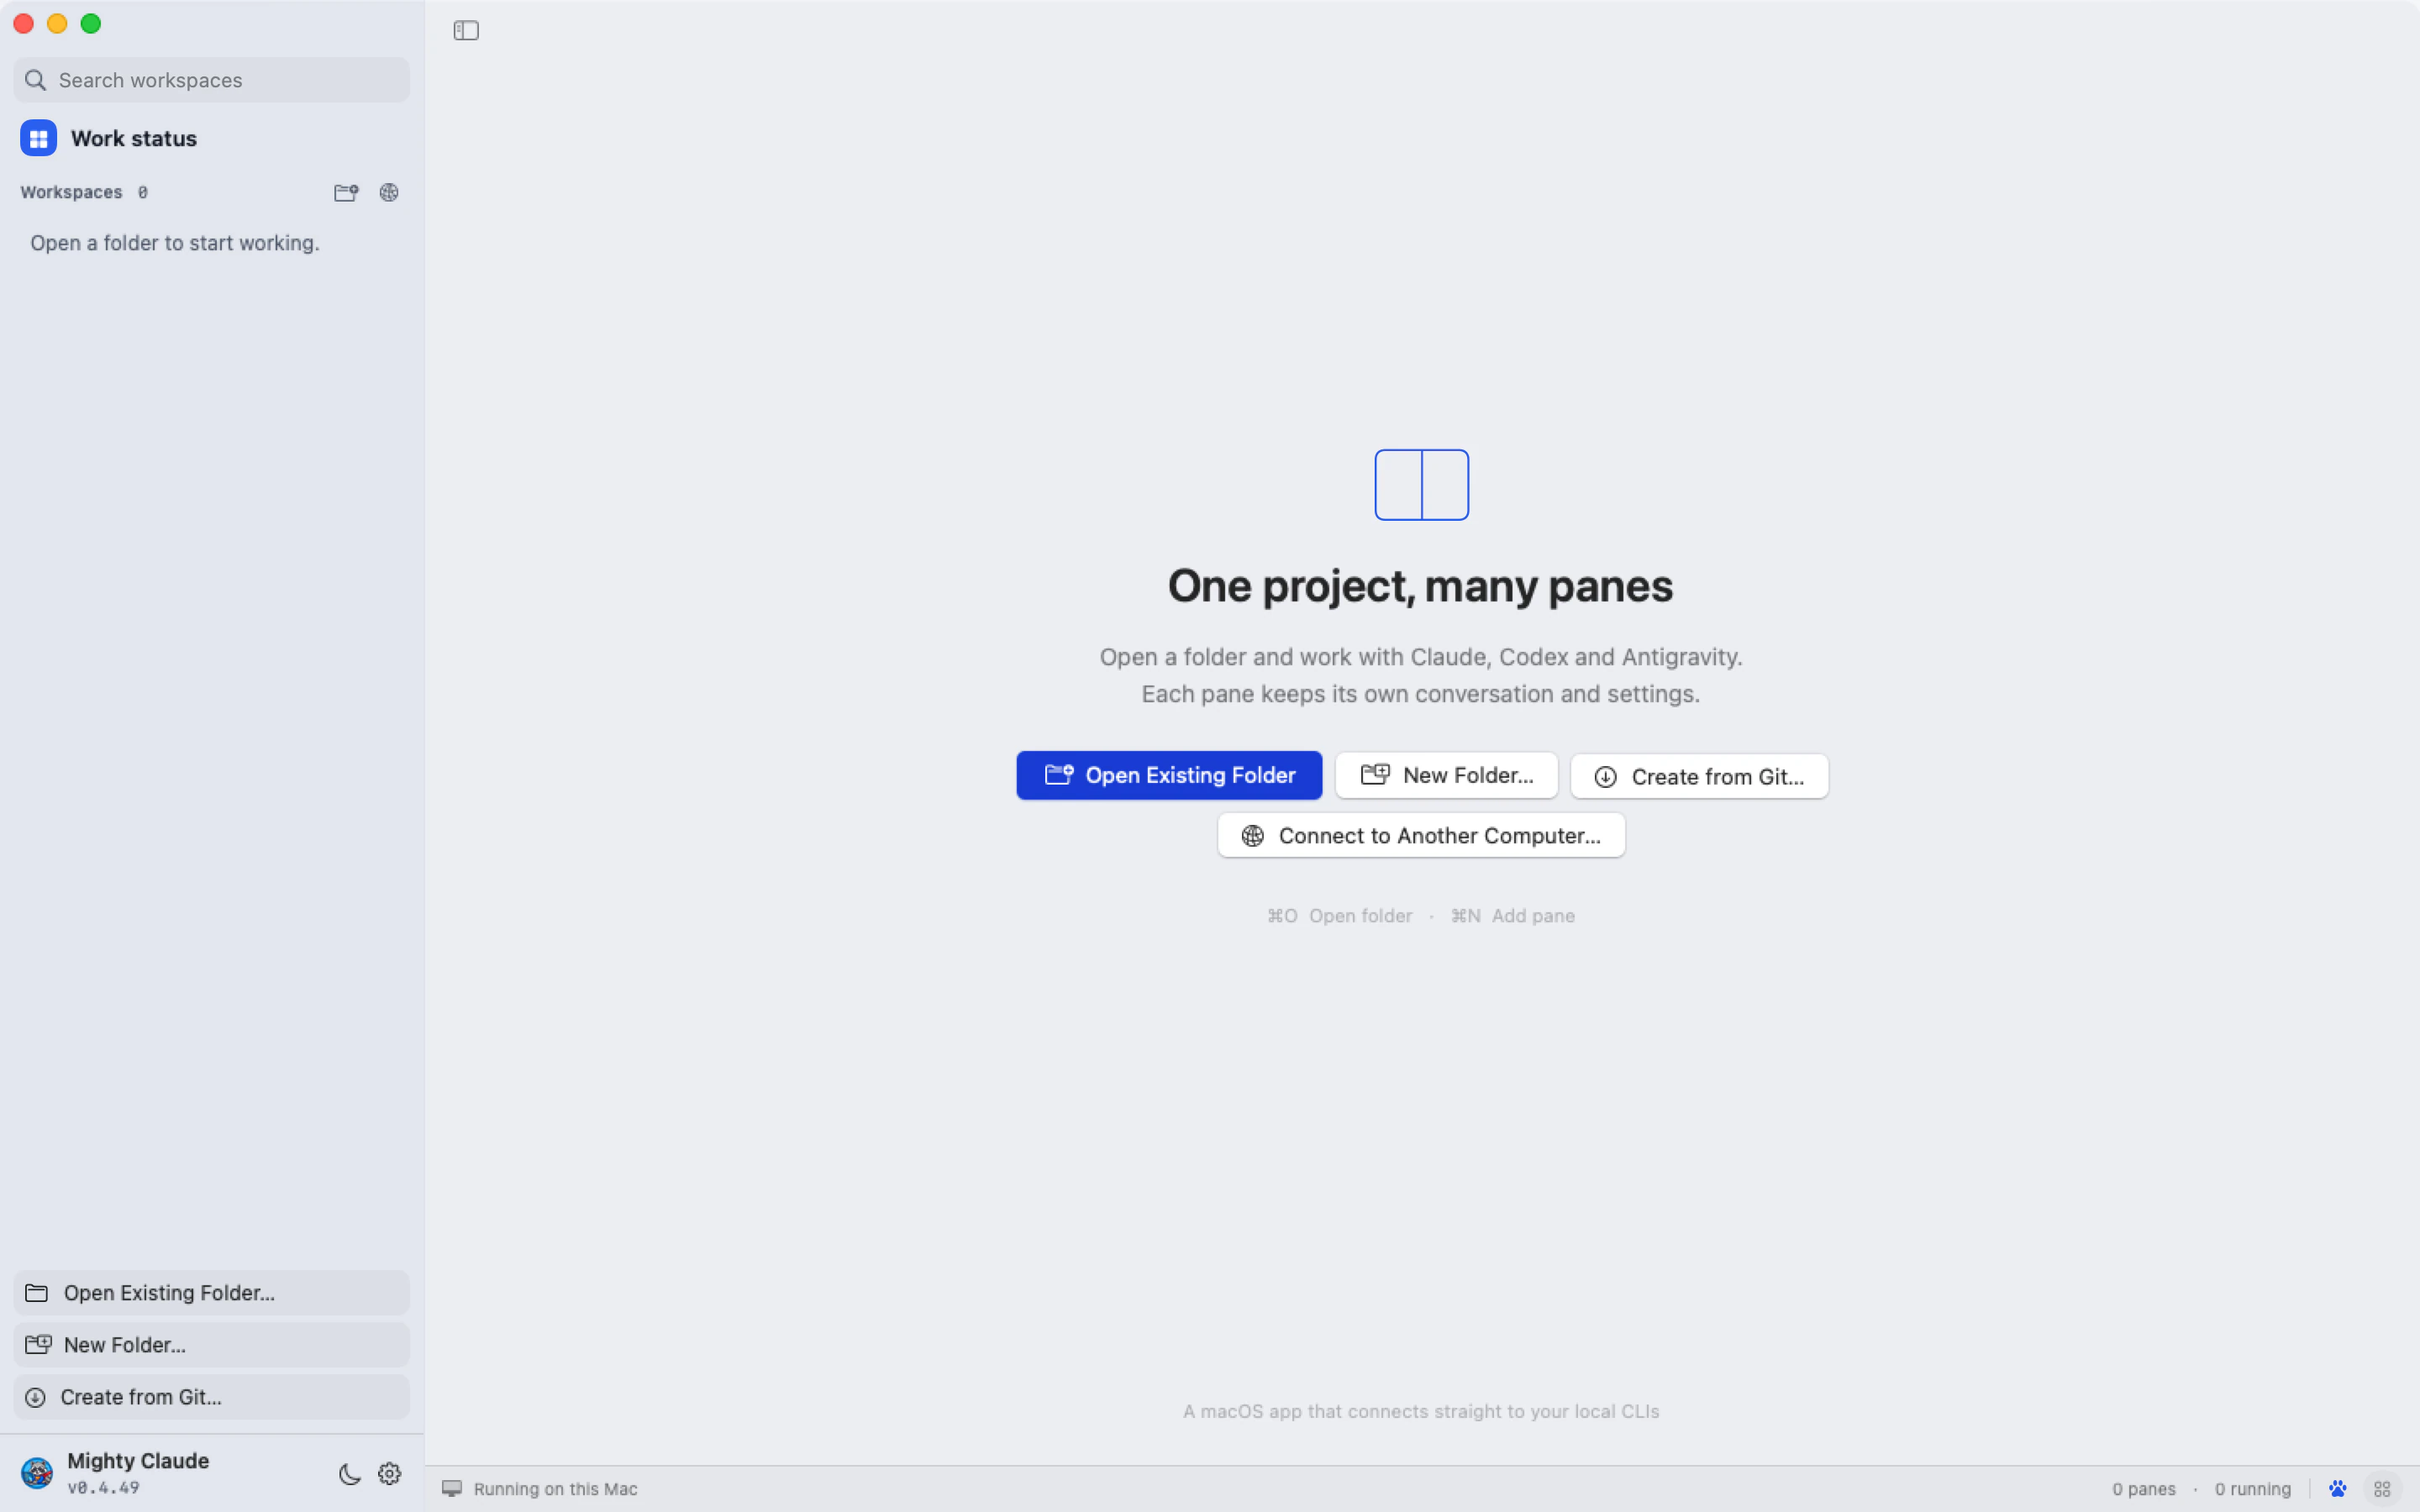 Search workspaces
Work status
Workspaces 0
Open a folder to start working.
One project, many panes
Open a folder and work with Claude, Codex and Antigravity.
Each pane keeps its own conversation and settings.
Open Existing Folder
New Folder...
Create from Git...
Connect to Another Computer...
⌘O Open folder · ⌘N Add pane
A macOS app that connects straight to your local CLIs
Open Existing Folder...
New Folder...
Create from Git...
Mighty Claude
v0.4.49
Running on this Mac
0 panes · 0 running